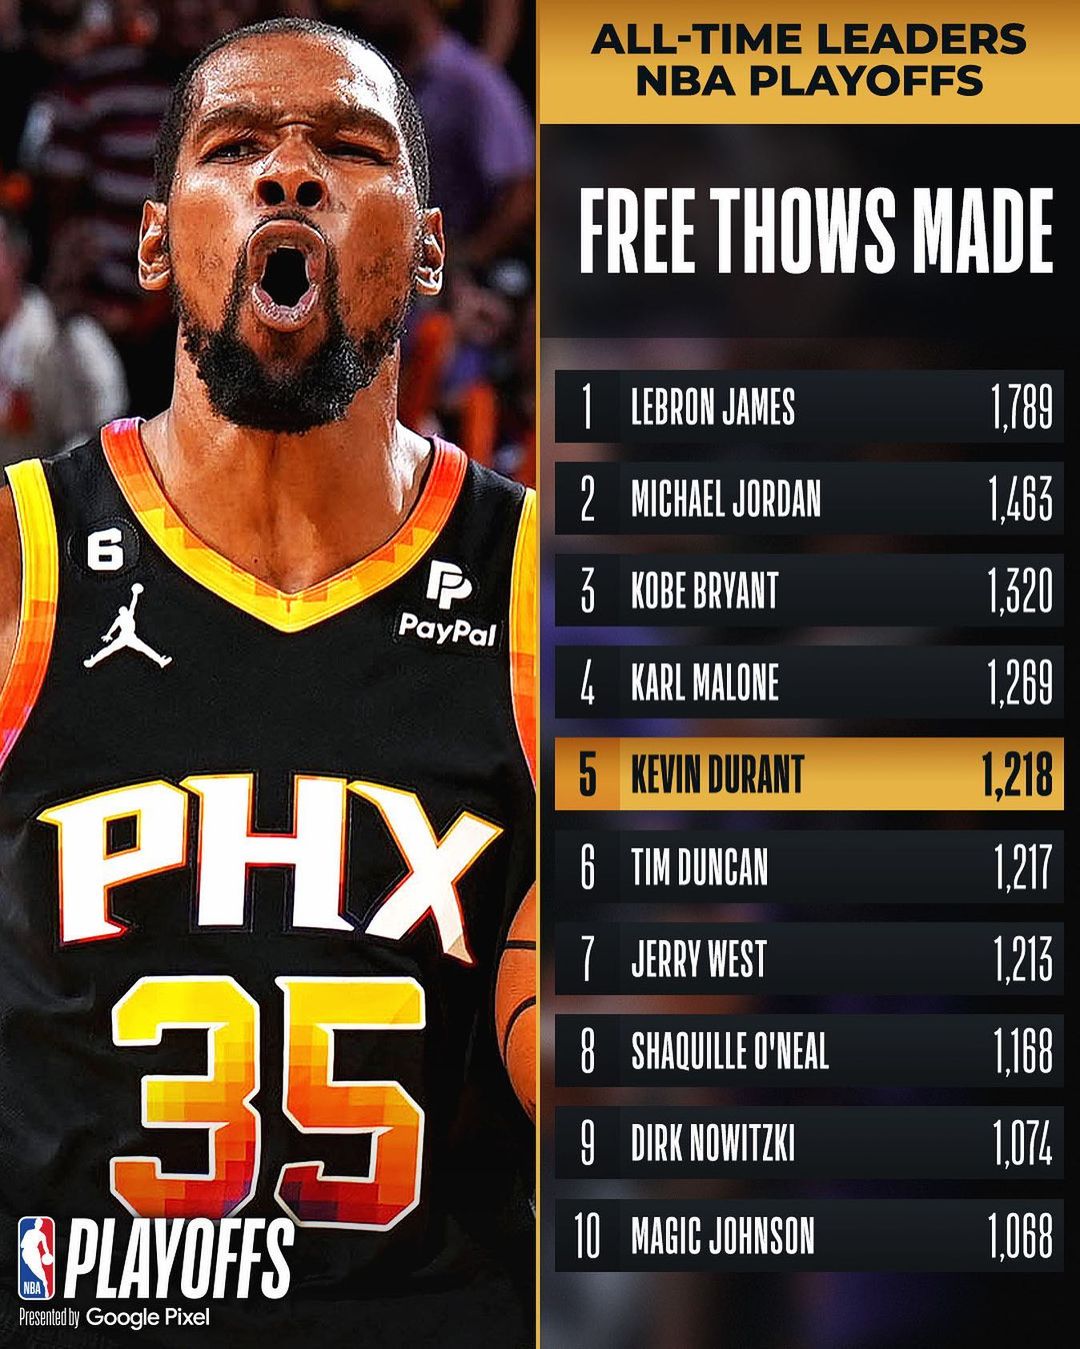 ALL-TIME LEADERS
NBA PLAYOFFS
FREE THOWS MADE
1 LEBRON JAMES 1,789
2 MICHAEL JORDAN 1,463
3 KOBE BRYANT 1,320
4 KARL MALONE 1,269
5 KEVIN DURANT 1,218
6 TIM DUNCAN 1,217
7 JERRY WEST 1,213
8 SHAQUILLE O'NEAL 1,168
9 DIRK NOWITZKI 1,074
10 MAGIC JOHNSON 1,068
6
PayPal
PHX
35
NBA PLAYOFFS
Presented by Google Pixel